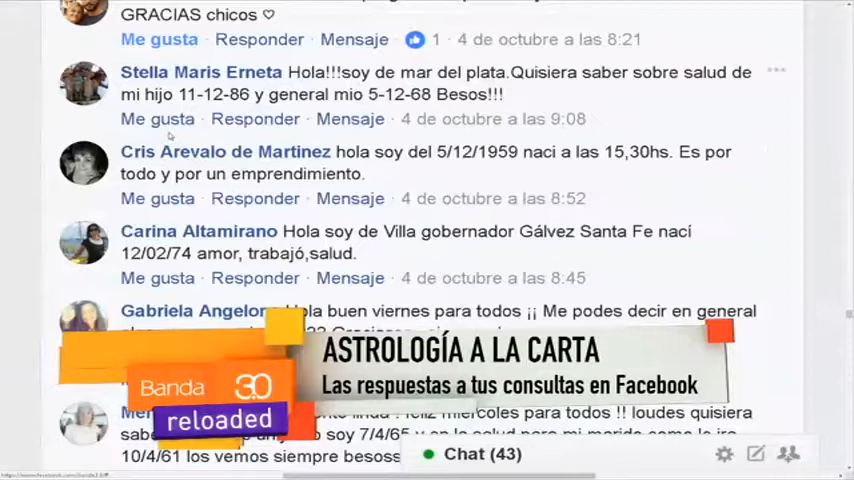 GRACIAS chicos ♡
Me gusta · Responder · Mensaje · 1 · 4 de octubre a las 8:21
Stella Maris Erneta Hola!!!soy de mar del plata.Quisiera saber sobre salud de
mi hijo 11-12-86 y general mio 5-12-68 Besos!!!
Me gusta · Responder · Mensaje · 4 de octubre a las 9:08
Cris Arevalo de Martinez hola soy del 5/12/1959 naci a las 15,30hs. Es por
todo y por un emprendimiento.
Me gusta · Responder · Mensaje · 4 de octubre a las 8:52
Carina Altamirano Hola soy de Villa gobernador Gálvez Santa Fe nací
12/02/74 amor, trabajó,salud.
Me gusta · Responder · Mensaje · 4 de octubre a las 8:45
Gabriela buen viernes para todos ¡¡ Me podes decir en general
ASTROLOGÍA A LA CARTA
Las respuestas a tus consultas en Facebook
Banda 3.0
reloaded
para todos !! loudes quisiera
soy 7/4/65
10/4/61 los vemos siempre besoss
Chat (43)